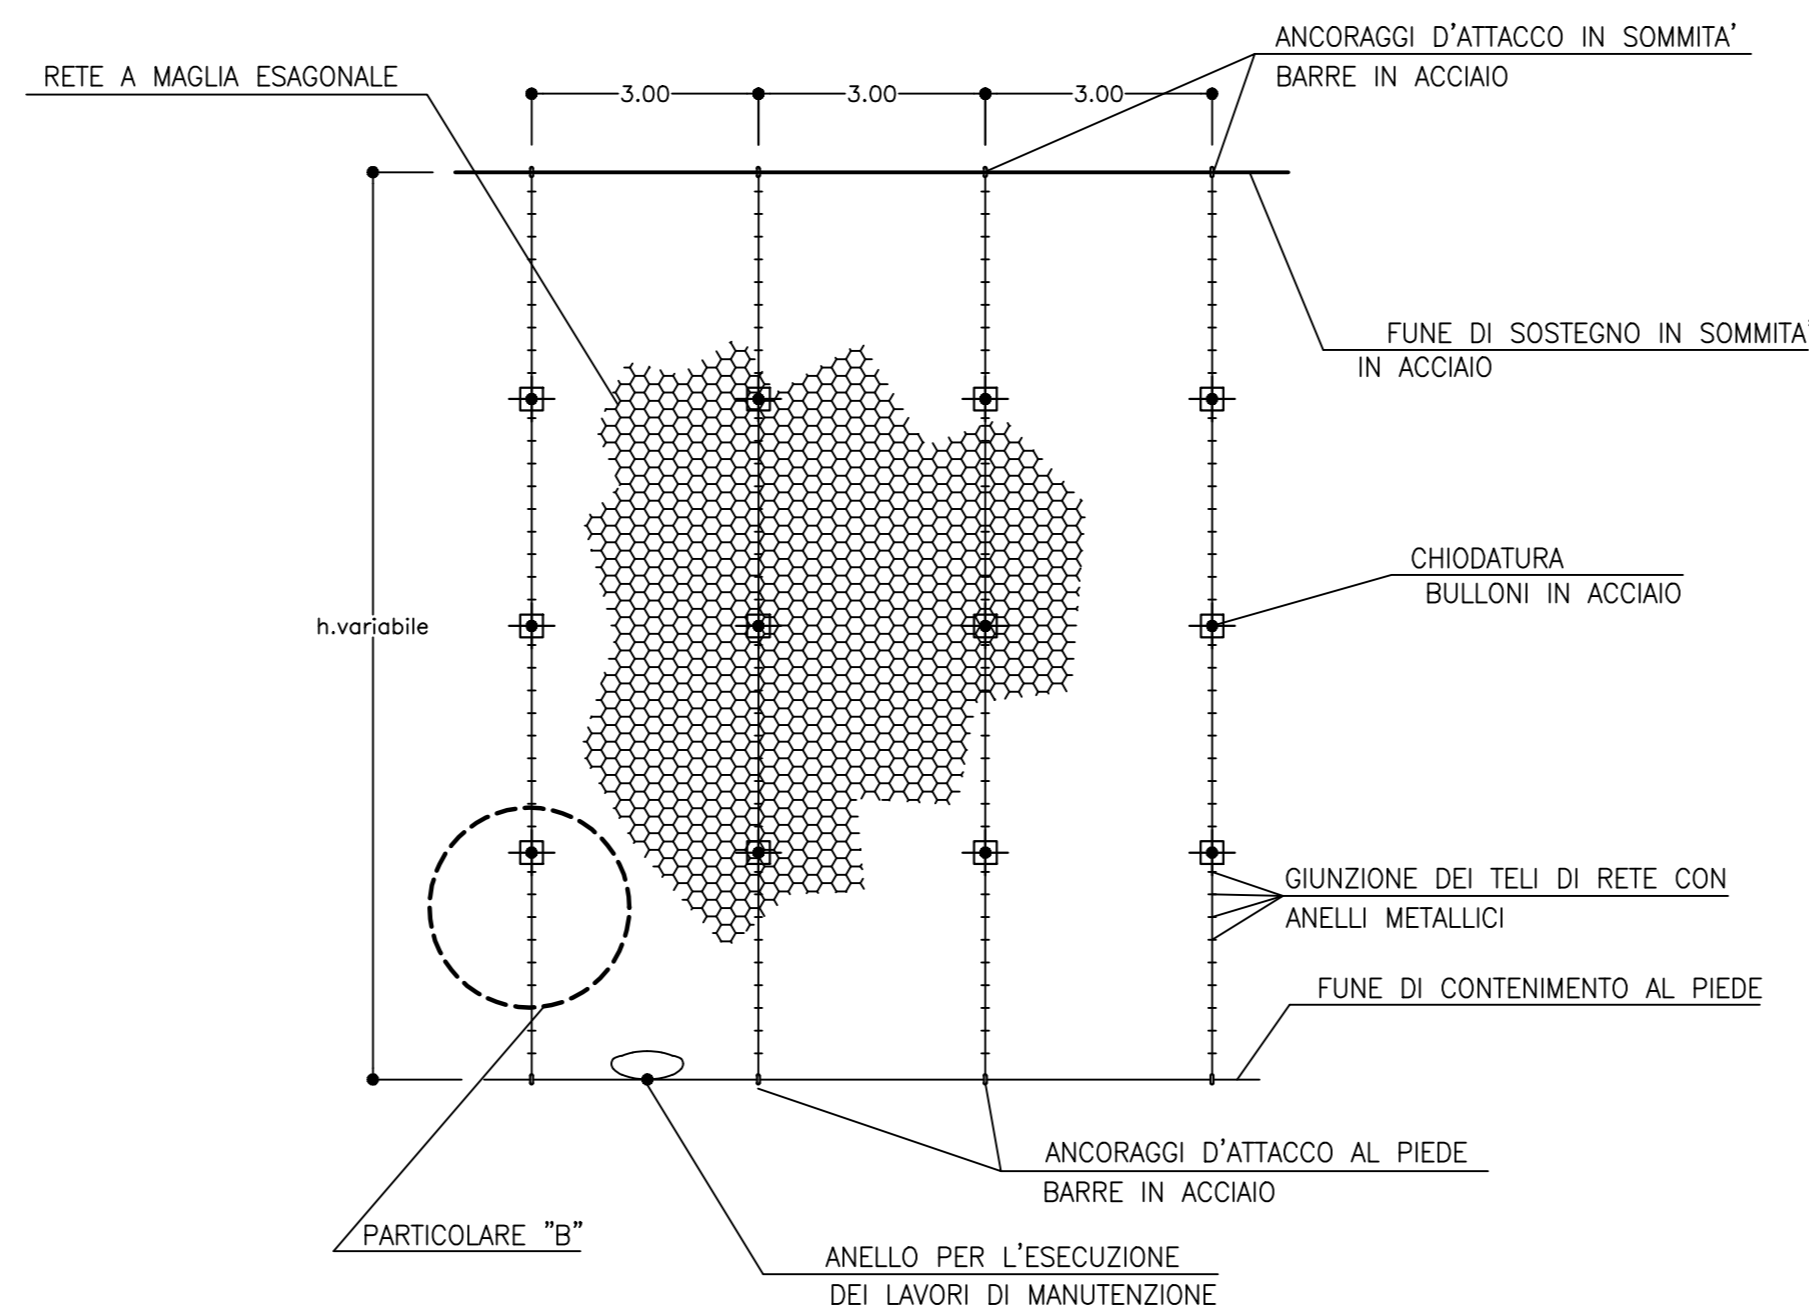 ANCORAGGI D'ATTACCO IN SOMMITA'
BARRE IN ACCIAIO
RETE A MAGLIA ESAGONALE
3.00 3.00 3.00
FUNE DI SOSTEGNO IN SOMMITA'
IN ACCIAIO
CHIODATURA
BULLONI IN ACCIAIO
h.variabile
GIUNZIONE DEI TELI DI RETE CON
ANELLI METALLICI
FUNE DI CONTENIMENTO AL PIEDE
ANCORAGGI D'ATTACCO AL PIEDE
BARRE IN ACCIAIO
PARTICOLARE "B"
ANELLO PER L'ESECUZIONE
DEI LAVORI DI MANUTENZIONE